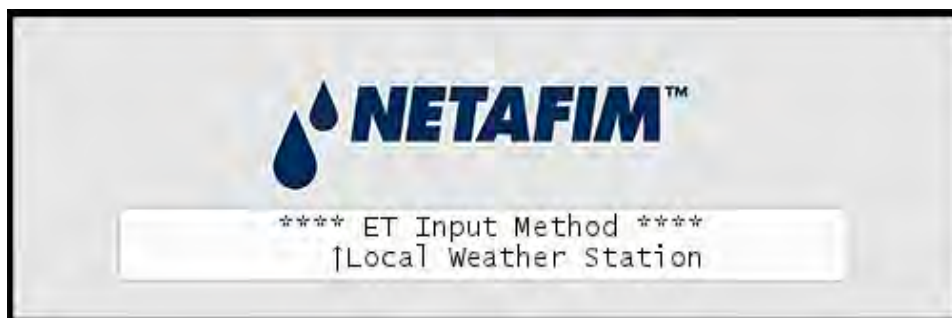 NETAFIM™
**** ET Input Method ****
↑Local Weather Station